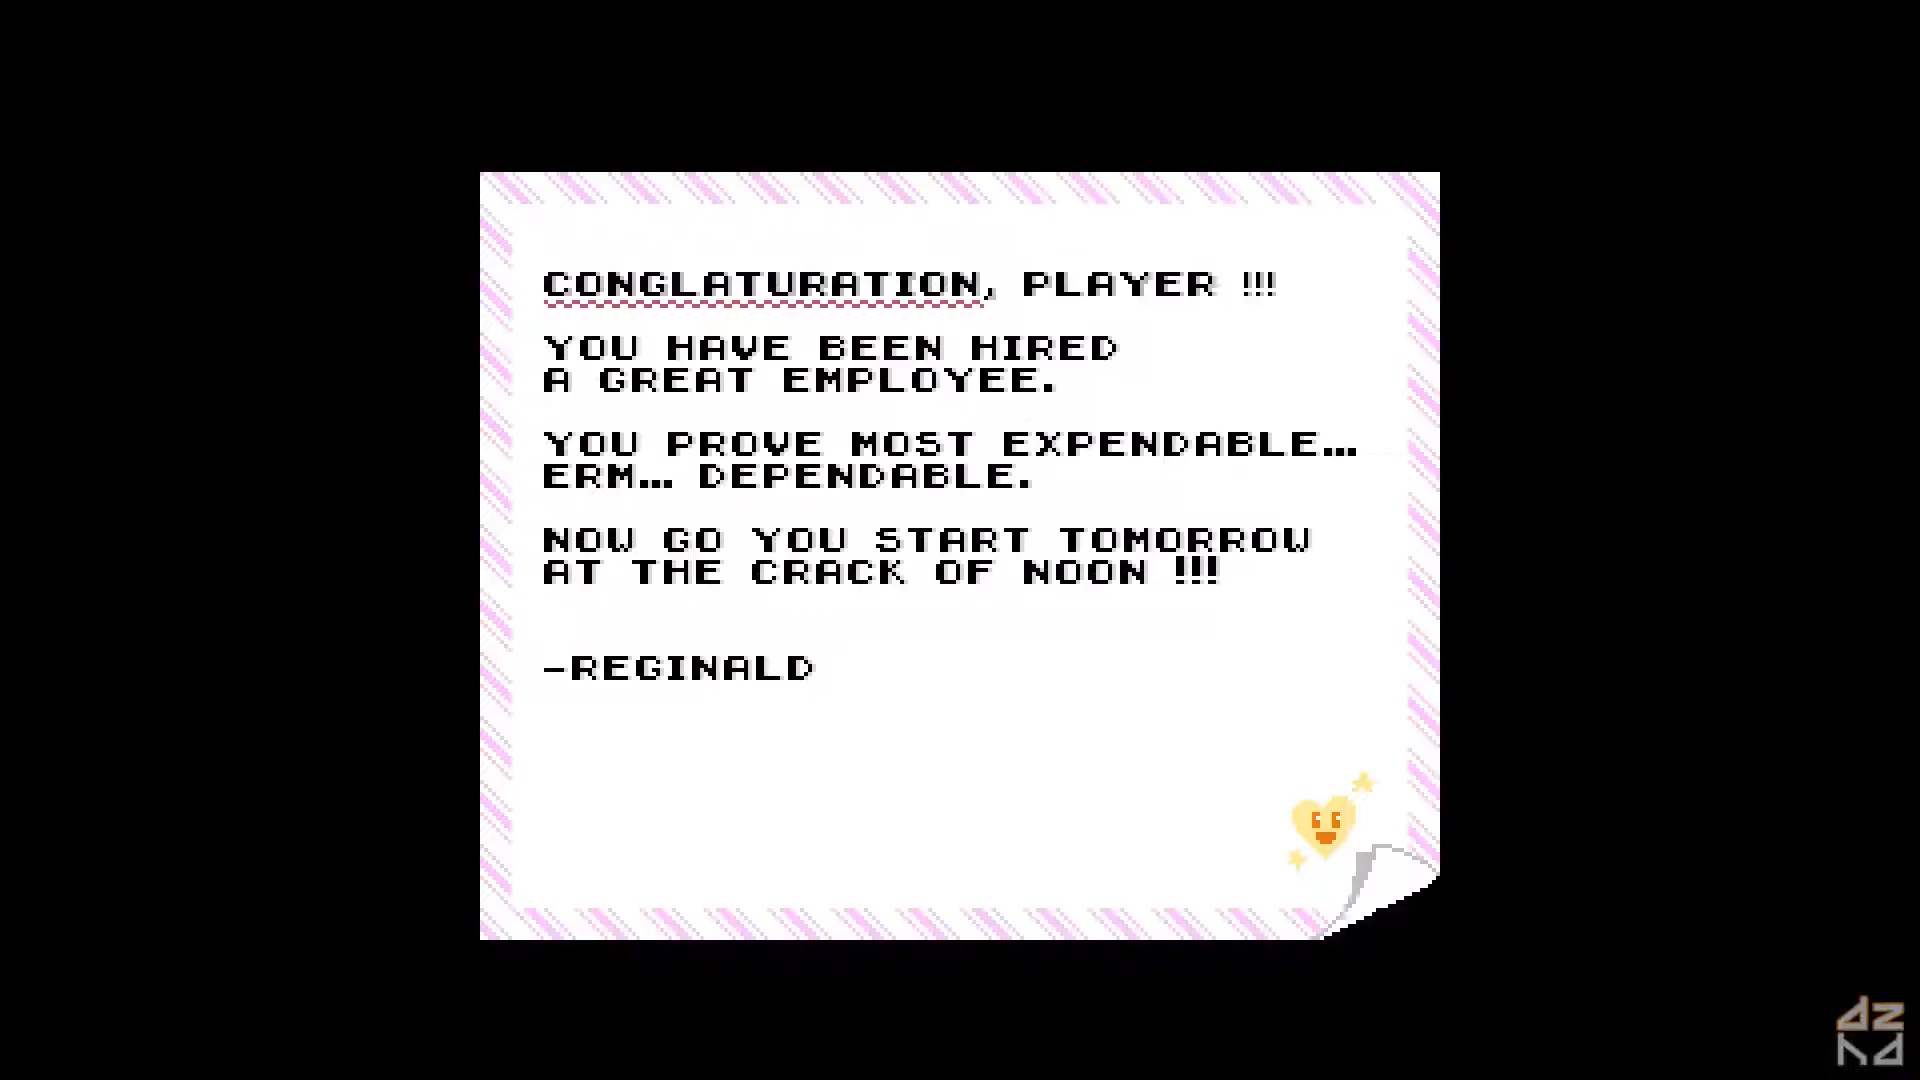 CONGLATURATION, PLAYER !!!
YOU HAVE BEEN HIRED
A GREAT EMPLOYEE.
YOU PROVE MOST EXPENDABLE...
ERM... DEPENDABLE.
NOW GO YOU START TOMORROW
AT THE CRACK OF NOON !!!
-REGINALD